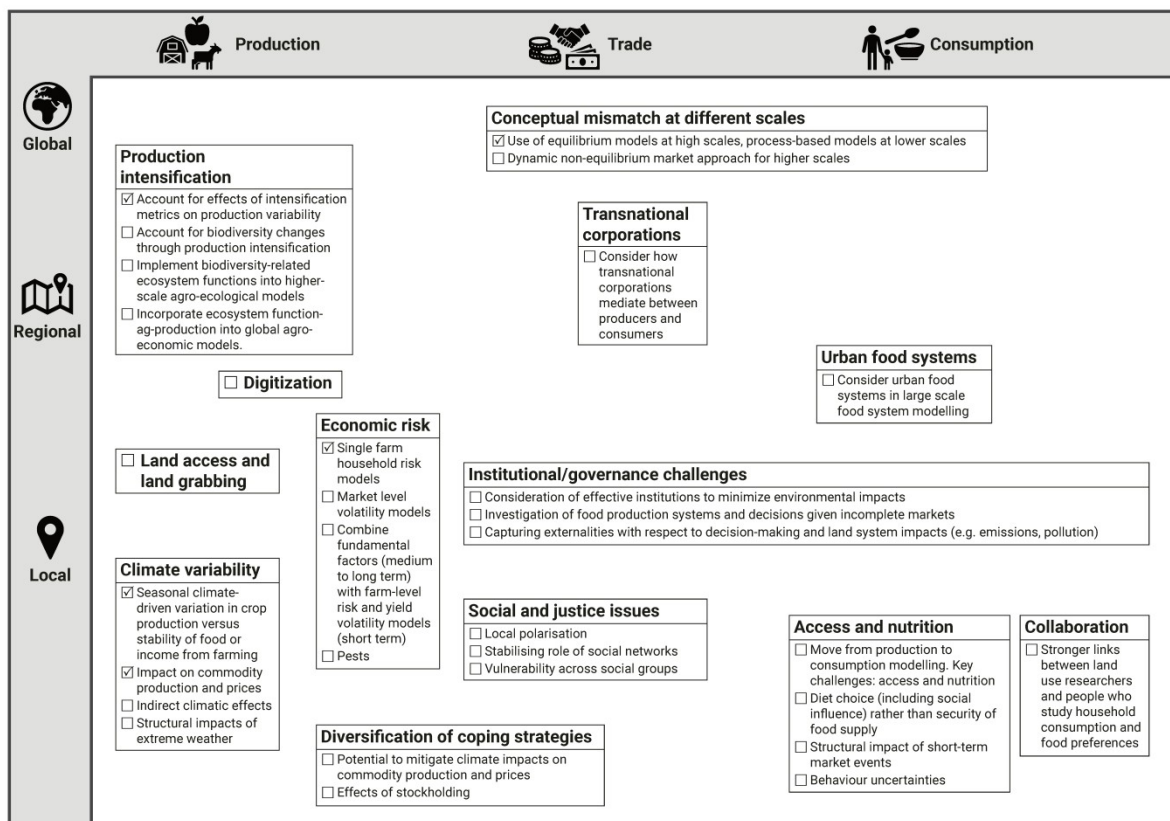 Production
Trade
Consumption
Global
Regional
Local
Conceptual mismatch at different scales
☑ Use of equilibrium models at high scales, process-based models at lower scales
☐ Dynamic non-equilibrium market approach for higher scales
Production
intensification
☑ Account for effects of intensification
metrics on production variability
☐ Account for biodiversity changes
through production intensification
☐ Implement biodiversity-related
ecosystem functions into higher-
scale agro-ecological models
☐ Incorporate ecosystem function-
ag-production into global agro-
economic models.
Transnational
corporations
☐ Consider how
transnational
corporations
mediate between
producers and
consumers
Urban food systems
☐ Consider urban food
systems in large scale
food system modelling
☐ Digitization
☐ Land access and
land grabbing
Economic risk
☑ Single farm
household risk
models
☐ Market level
volatility models
☐ Combine
fundamental
factors (medium
to long term)
with farm-level
risk and yield
volatility models
(short term)
☐ Pests
Institutional/governance challenges
☐ Consideration of effective institutions to minimize environmental impacts
☐ Investigation of food production systems and decisions given incomplete markets
☐ Capturing externalities with respect to decision-making and land system impacts (e.g. emissions, pollution)
Climate variability
☑ Seasonal climate-
driven variation in crop
production versus
stability of food or
income from farming
☑ Impact on commodity
production and prices
☐ Indirect climatic effects
☐ Structural impacts of
extreme weather
Social and justice issues
☐ Local polarisation
☐ Stabilising role of social networks
☐ Vulnerability across social groups
Access and nutrition
☐ Move from production to
consumption modelling. Key
challenges: access and nutrition
☐ Diet choice (including social
influence) rather than security of
food supply
☐ Structural impact of short-term
market events
☐ Behaviour uncertainties
Collaboration
☐ Stronger links
between land
use researchers
and people who
study household
consumption and
food preferences
Diversification of coping strategies
☐ Potential to mitigate climate impacts on
commodity production and prices
☐ Effects of stockholding